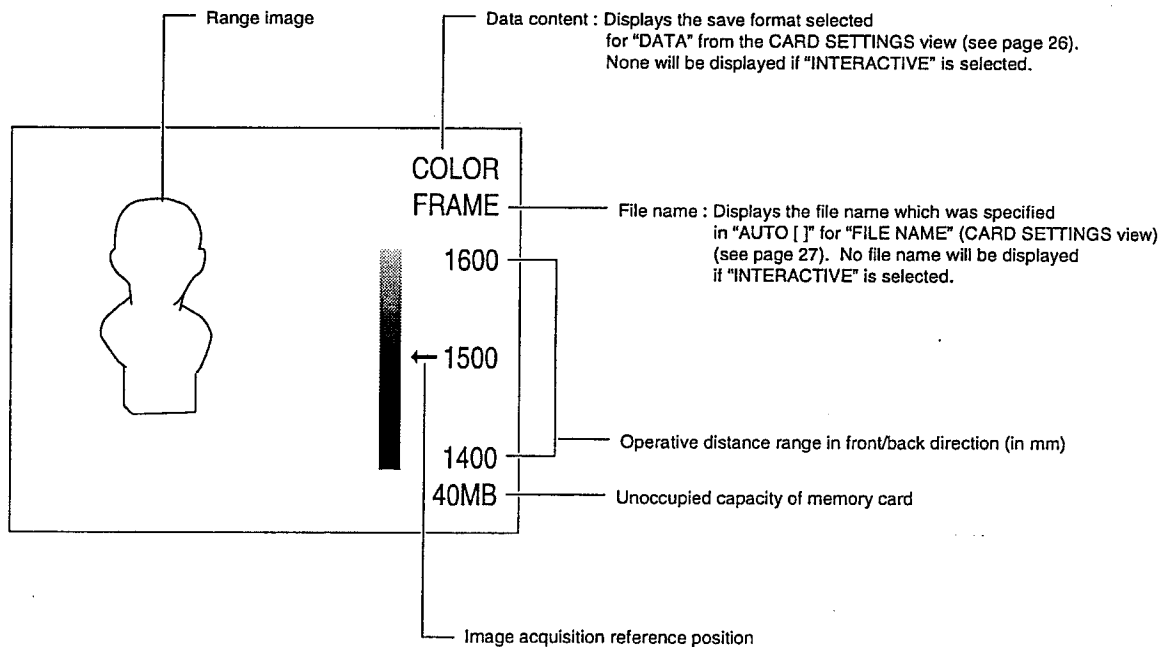 Range image
Data content : Displays the save format selected
for “DATA” from the CARD SETTINGS view (see page 26).
None will be displayed if “INTERACTIVE” is selected.
COLOR
FRAME
File name : Displays the file name which was specified
in “AUTO [ ]” for “FILE NAME” (CARD SETTINGS view)
(see page 27). No file name will be displayed
if “INTERACTIVE” is selected.
1600
1500
Operative distance range in front/back direction (in mm)
1400
40MB
Unoccupied capacity of memory card
Image acquisition reference position